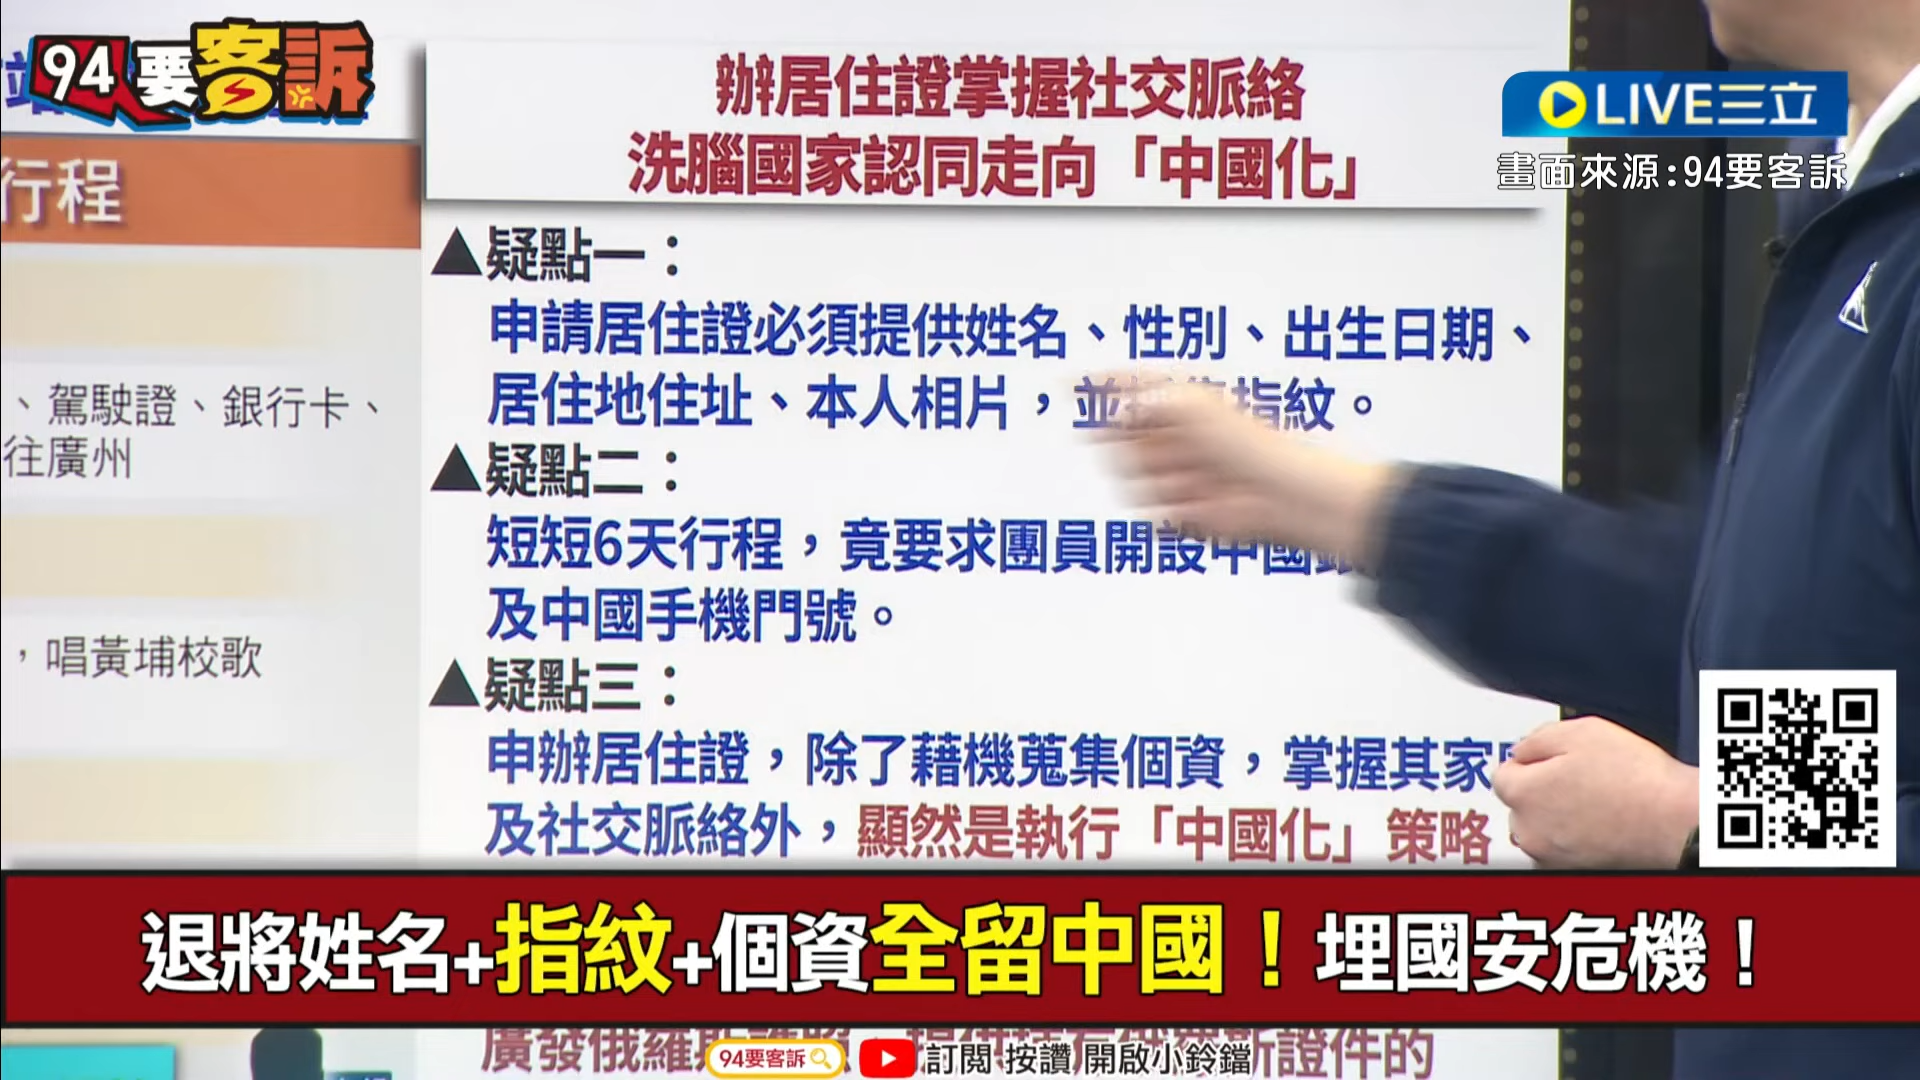 94要客訴
LIVE三立
畫面來源:94要客訴
辦居住證掌握社交脈絡
洗腦國家認同走向「中國化」
行程
▲疑點一：
申請居住證必須提供姓名、性別、出生日期、
居住地住址、本人相片，並 指紋。
▲疑點二：
短短6天行程，竟要求團員開設中國
及中國手機門號。
▲疑點三：
申辦居住證，除了藉機蒐集個資，掌握其家
及社交脈絡外，顯然是執行「中國化」策略。
、駕駛證、銀行卡、
往廣州
，唱黃埔校歌
退將姓名+指紋+個資全留中國！埋國安危機！
廣發俄羅 證件的
94要客訴
訂閱 按讚 開啟小鈴鐺